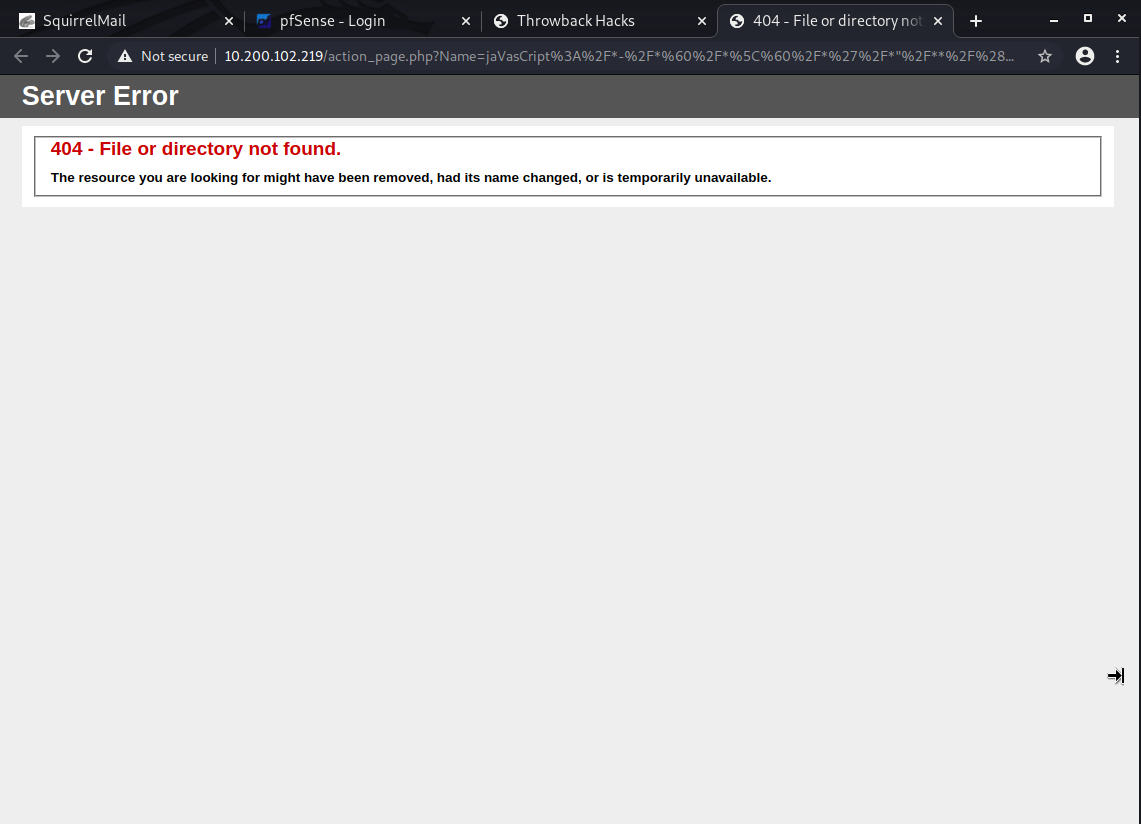 SquirrelMail
pfSense - Login
Throwback Hacks
404 - File or directory not
Not secure
10.200.102.219/action_page.php?Name=jaVasCript%3A%2F*-%2F*%60%2F*%5C%60%2F*%27%2F*"%2F**%2F%28...
Server Error
404 - File or directory not found.
The resource you are looking for might have been removed, had its name changed, or is temporarily unavailable.